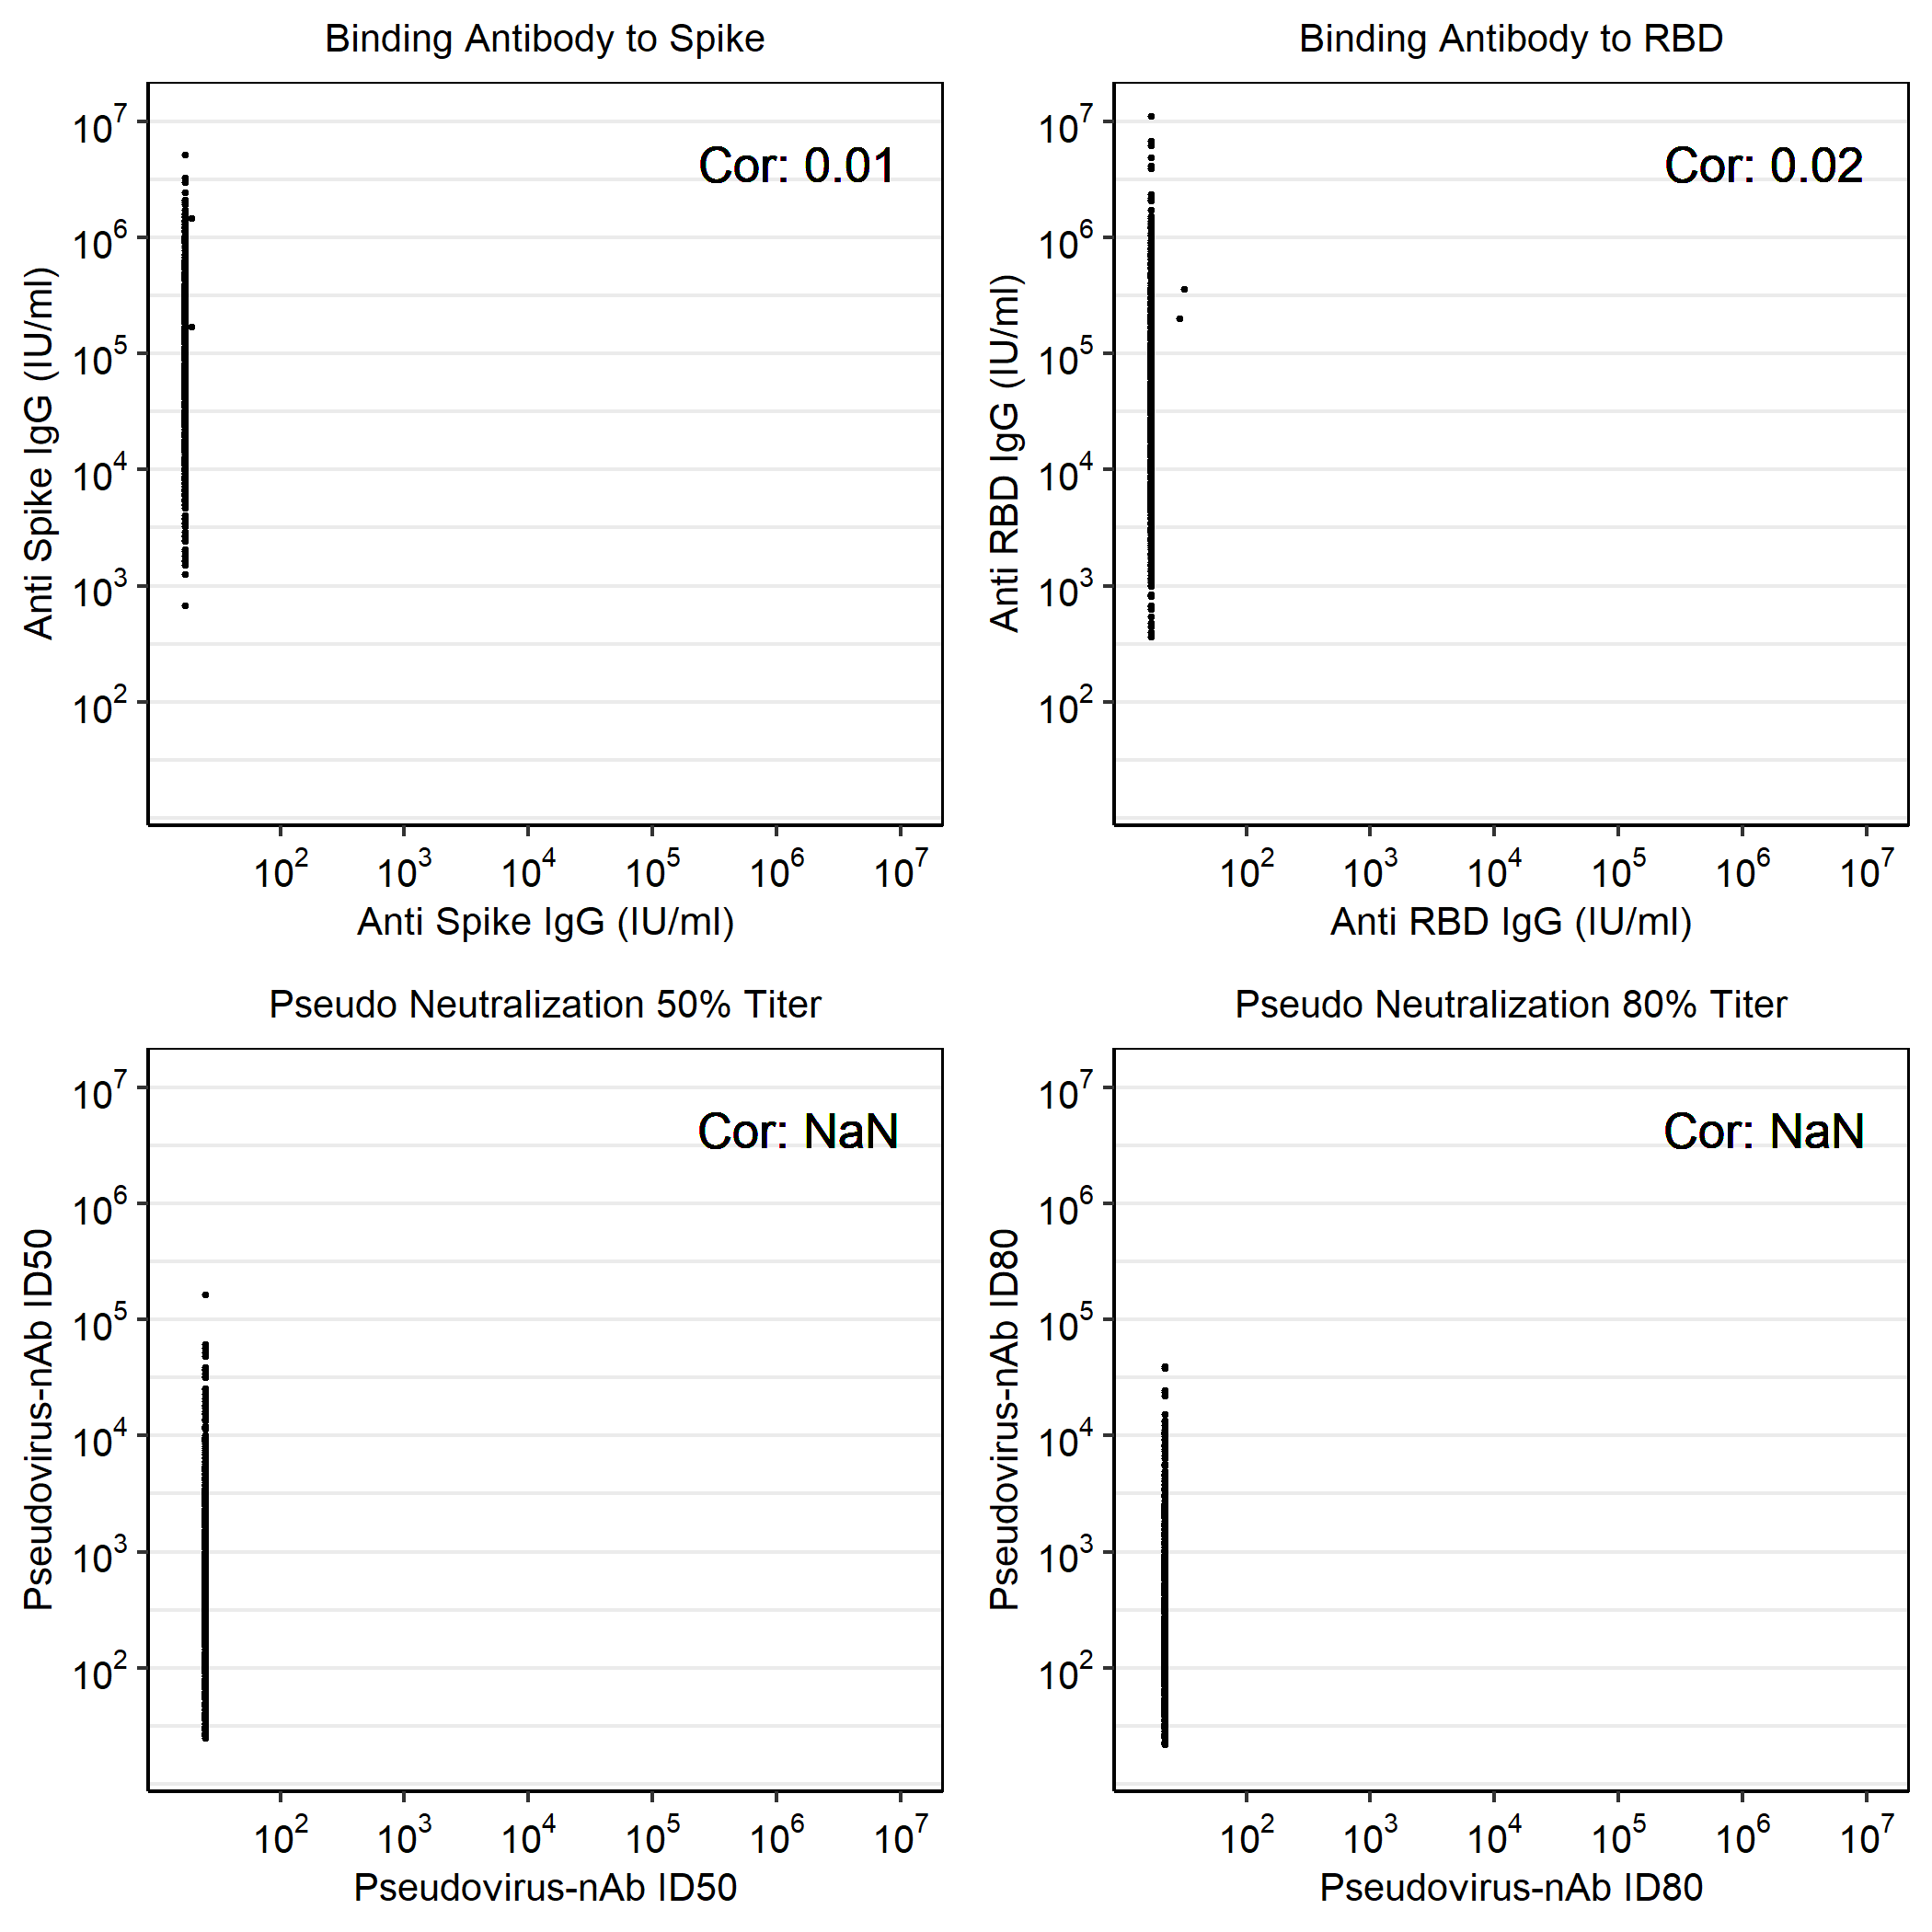 Binding Antibody to Spike
Cor: 0.01
10^7
10^6
10^5
10^4
10^3
10^2
Anti Spike IgG (IU/ml)
10^2 10^3 10^4 10^5 10^6 10^7
Anti Spike IgG (IU/ml)
Binding Antibody to RBD
Cor: 0.02
10^7
10^6
10^5
10^4
10^3
10^2
Anti RBD IgG (IU/ml)
10^2 10^3 10^4 10^5 10^6 10^7
Anti RBD IgG (IU/ml)
Pseudo Neutralization 50% Titer
Cor: NaN
10^7
10^6
10^5
10^4
10^3
10^2
Pseudovirus-nAb ID50
10^2 10^3 10^4 10^5 10^6 10^7
Pseudovirus-nAb ID50
Pseudo Neutralization 80% Titer
Cor: NaN
10^7
10^6
10^5
10^4
10^3
10^2
Pseudovirus-nAb ID80
10^2 10^3 10^4 10^5 10^6 10^7
Pseudovirus-nAb ID80